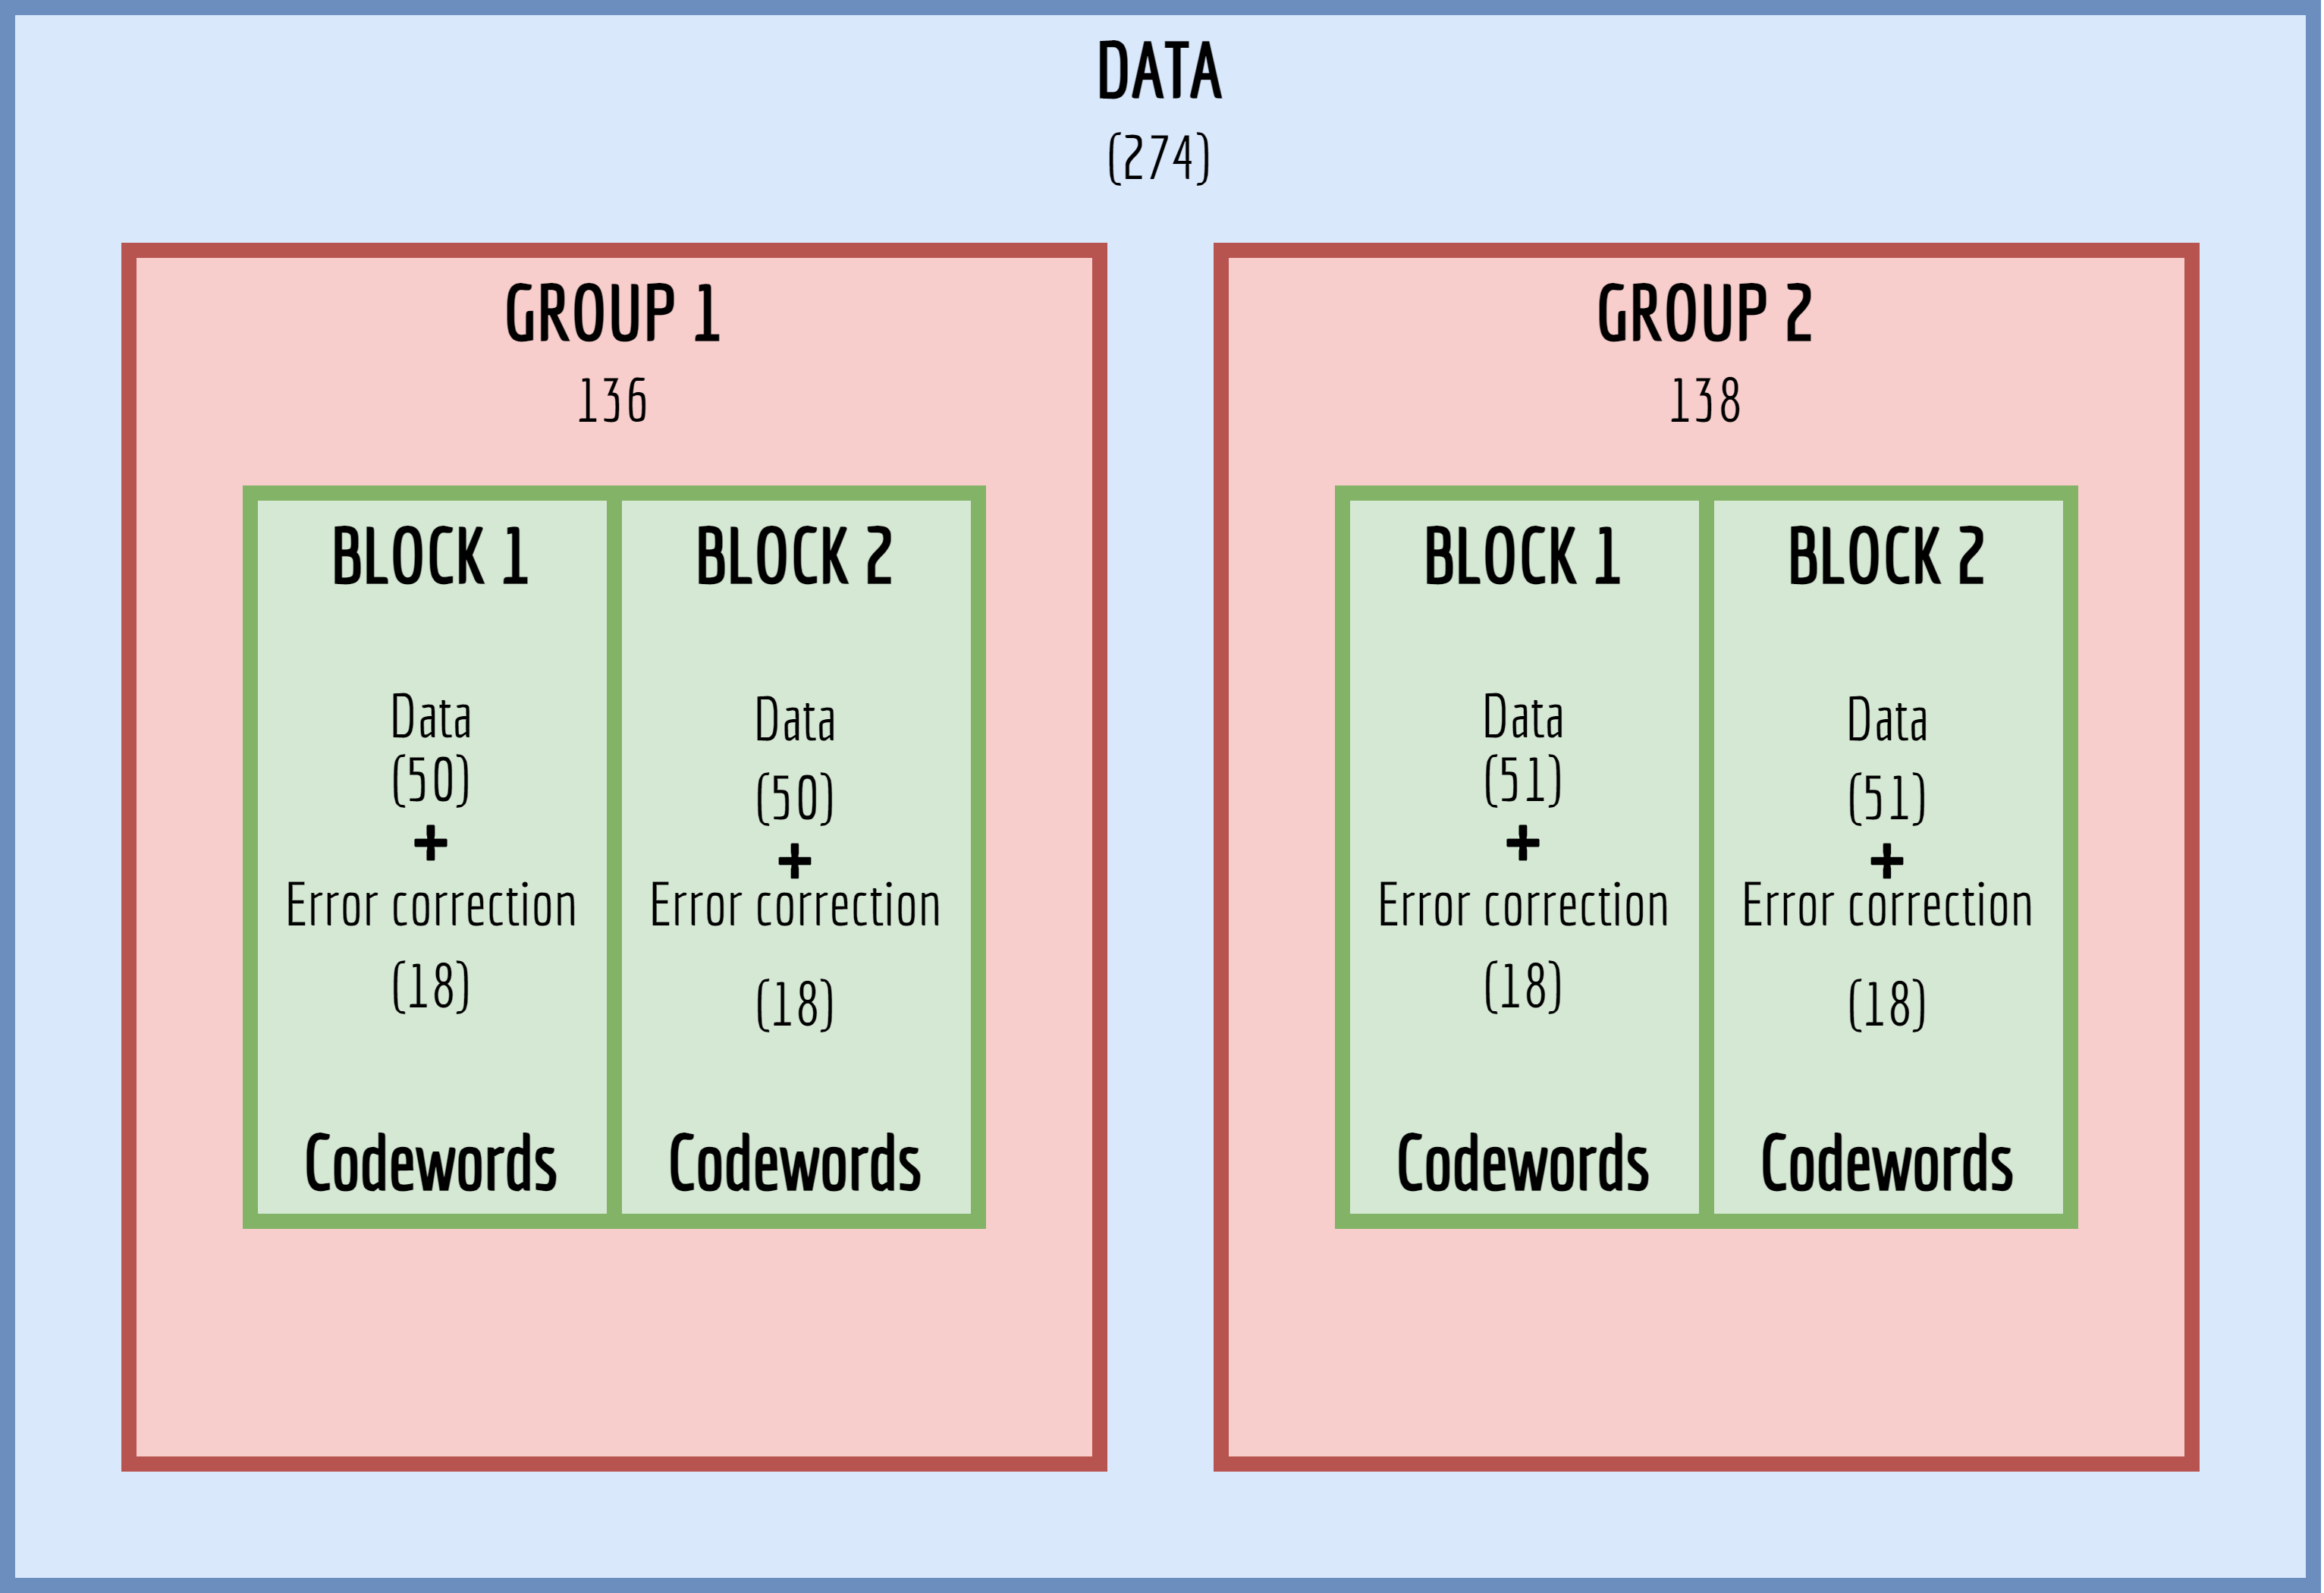 DATA
(274)
GROUP 1
136
BLOCK 1
Data
(50)
+
Error correction
(18)
Codewords
BLOCK 2
Data
(50)
+
Error correction
(18)
Codewords
GROUP 2
138
BLOCK 1
Data
(51)
+
Error correction
(18)
Codewords
BLOCK 2
Data
(51)
+
Error correction
(18)
Codewords